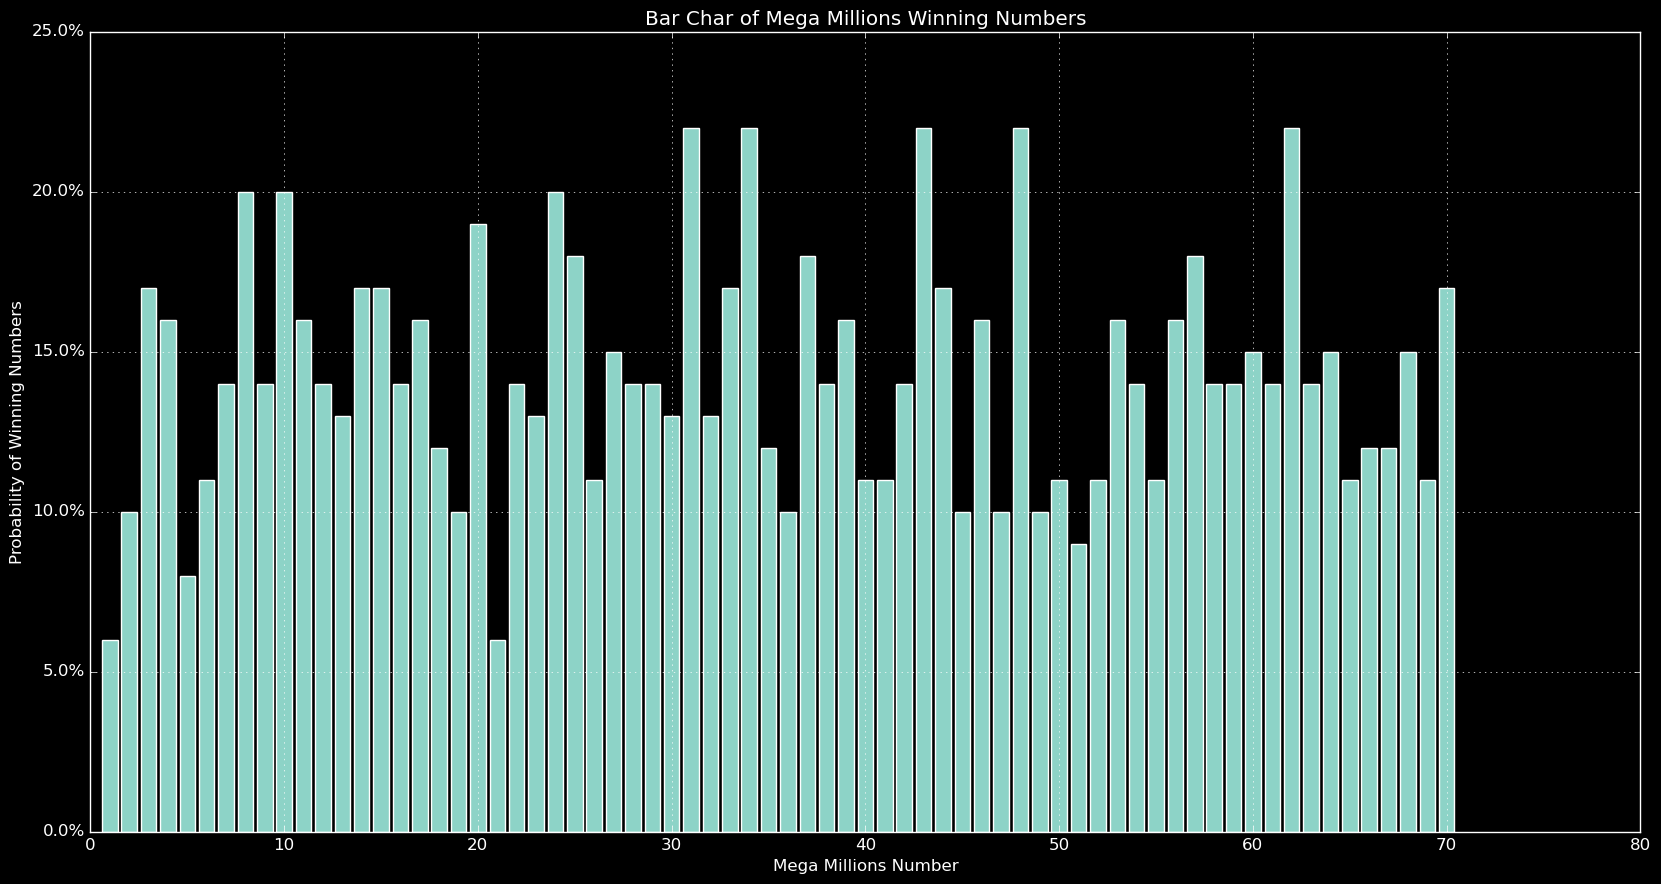 Bar Char of Mega Millions Winning Numbers
25.0%
20.0%
15.0%
10.0%
5.0%
0.0%
Probability of Winning Numbers
0 10 20 30 40 50 60 70 80
Mega Millions Number